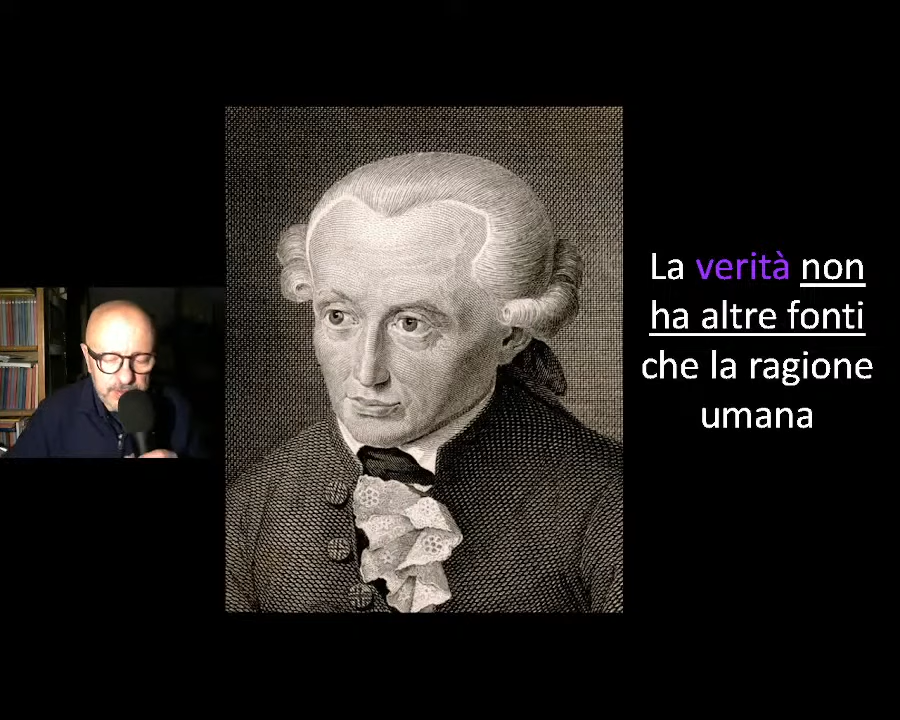 La verità non
ha altre fonti
che la ragione
umana